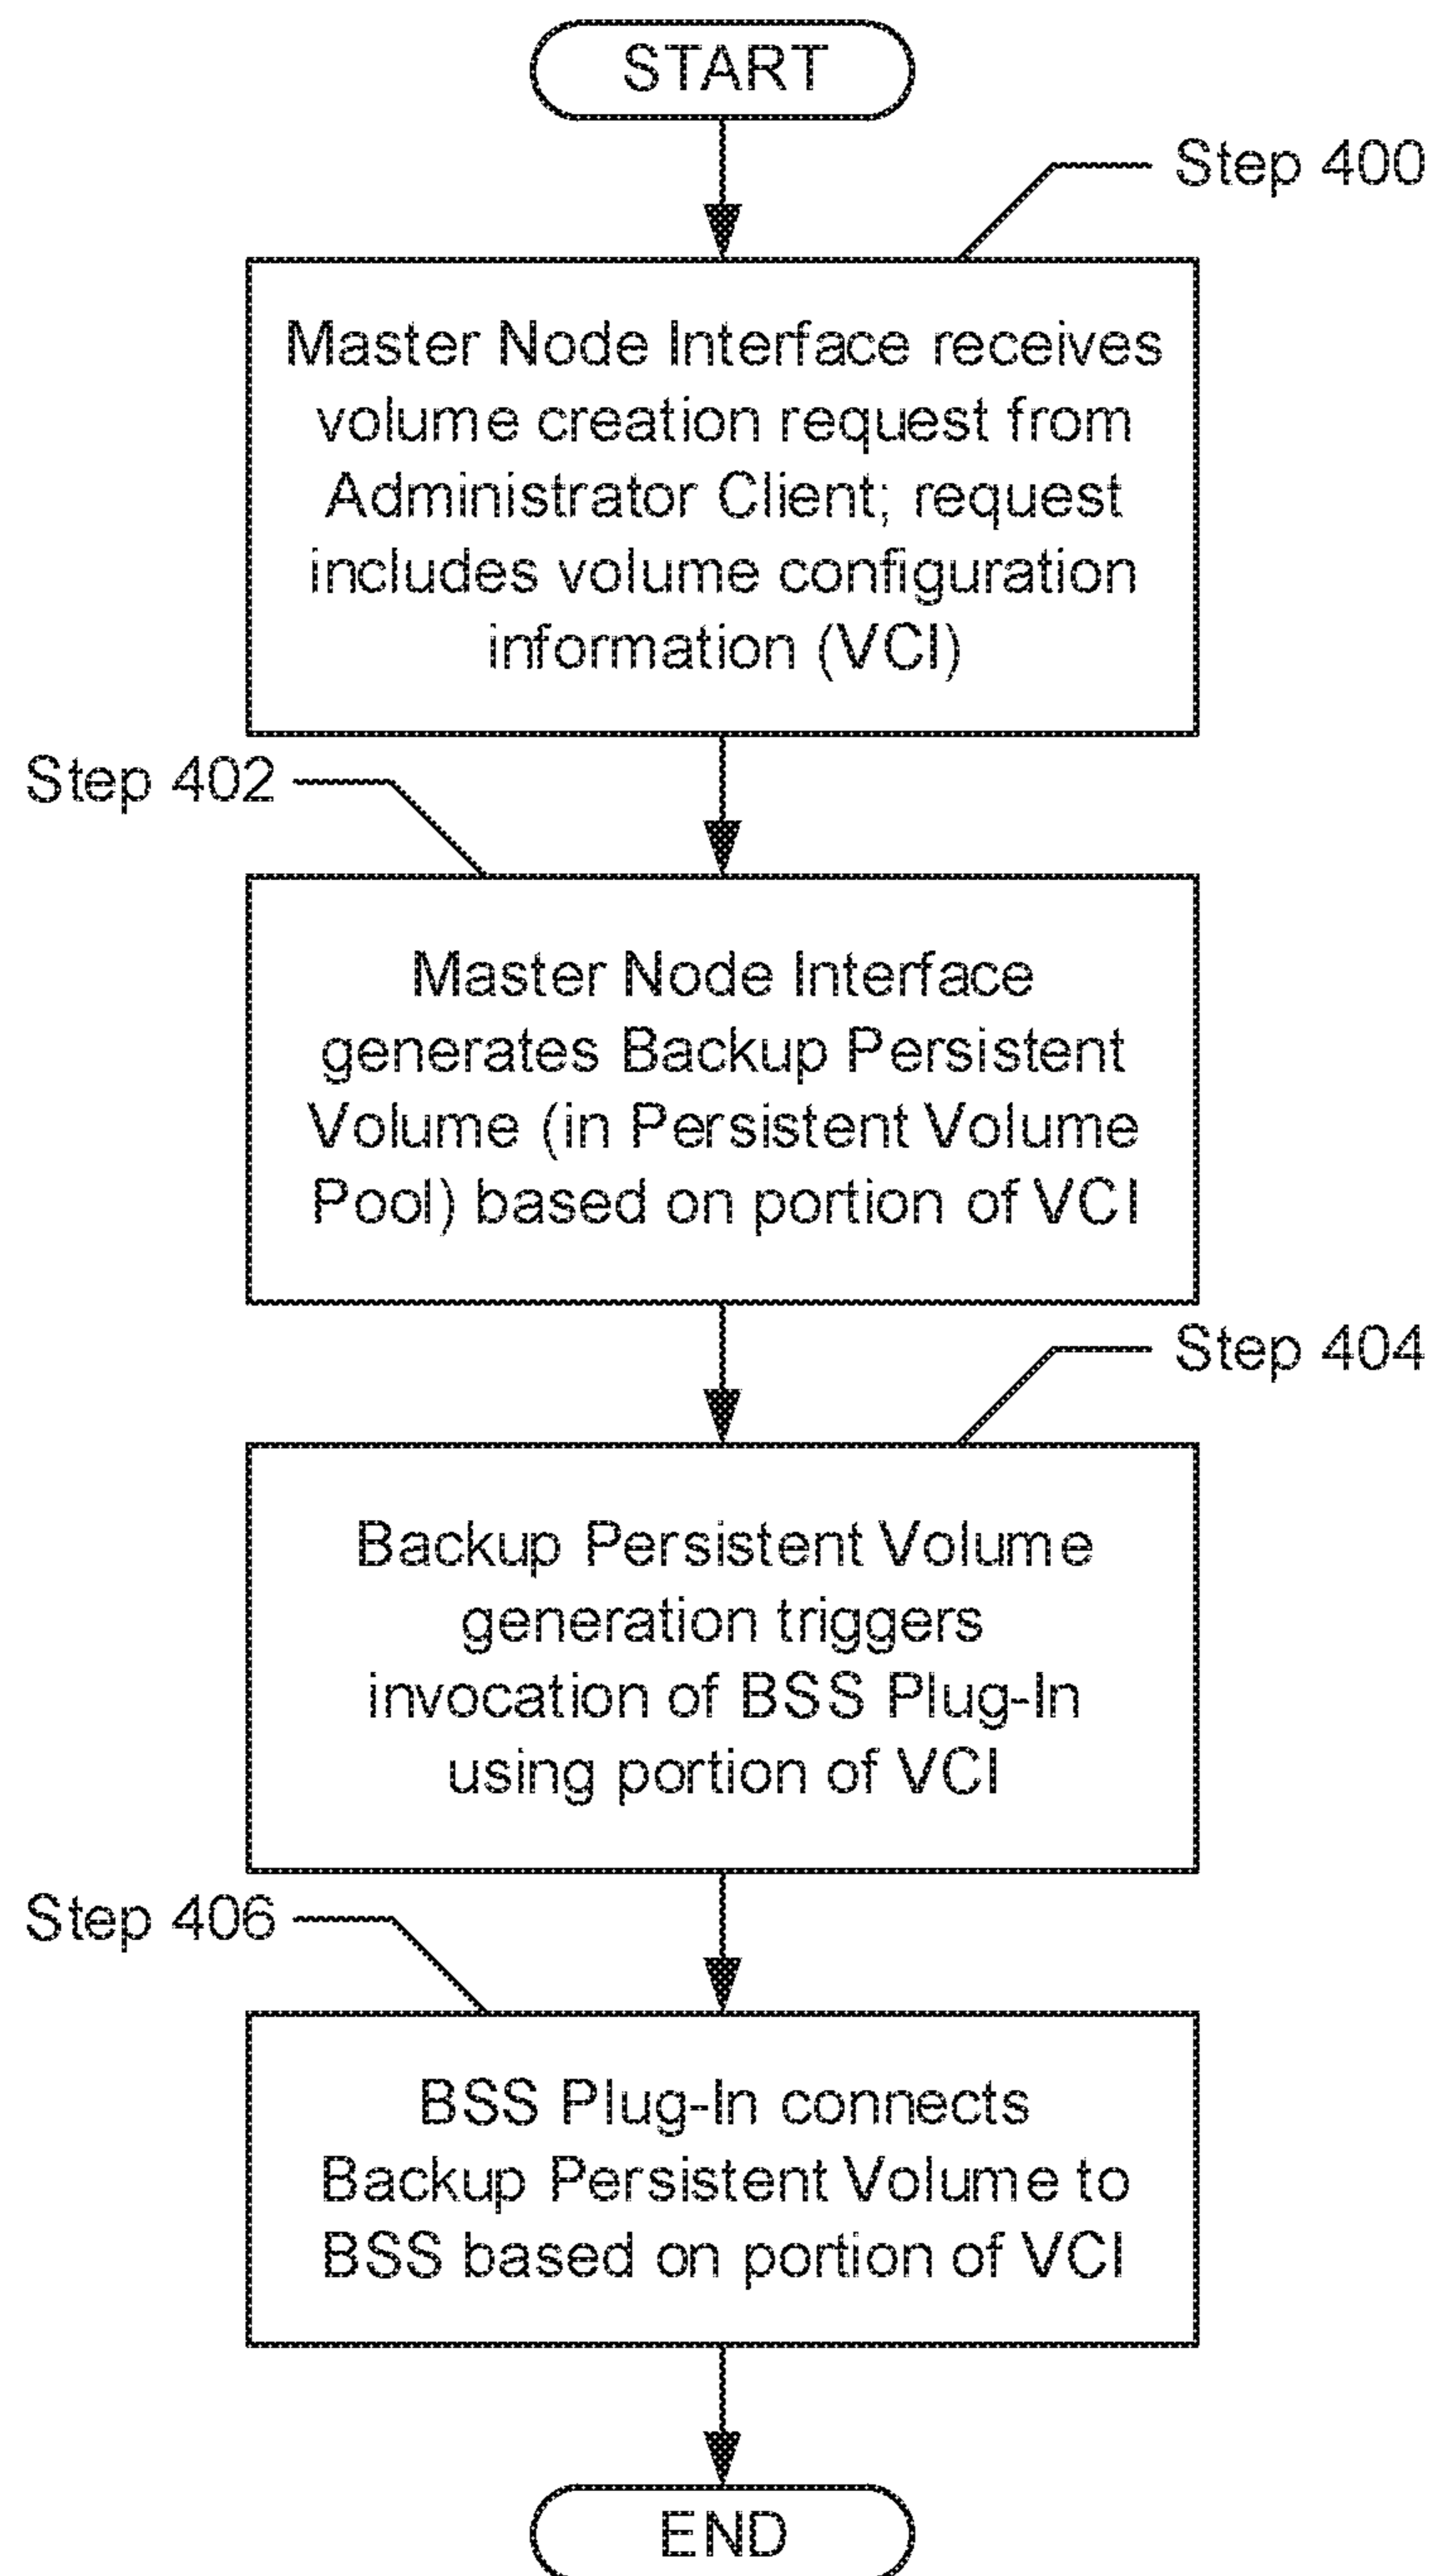 START
Step 400
Master Node Interface receives
volume creation request from
Administrator Client; request
includes volume configuration
information (VCI)
Step 402
Master Node Interface
generates Backup Persistent
Volume (in Persistent Volume
Pool) based on portion of VCI
Step 404
Backup Persistent Volume
generation triggers
invocation of BSS Plug-In
using portion of VCI
Step 406
BSS Plug-In connects
Backup Persistent Volume to
BSS based on portion of VCI
END